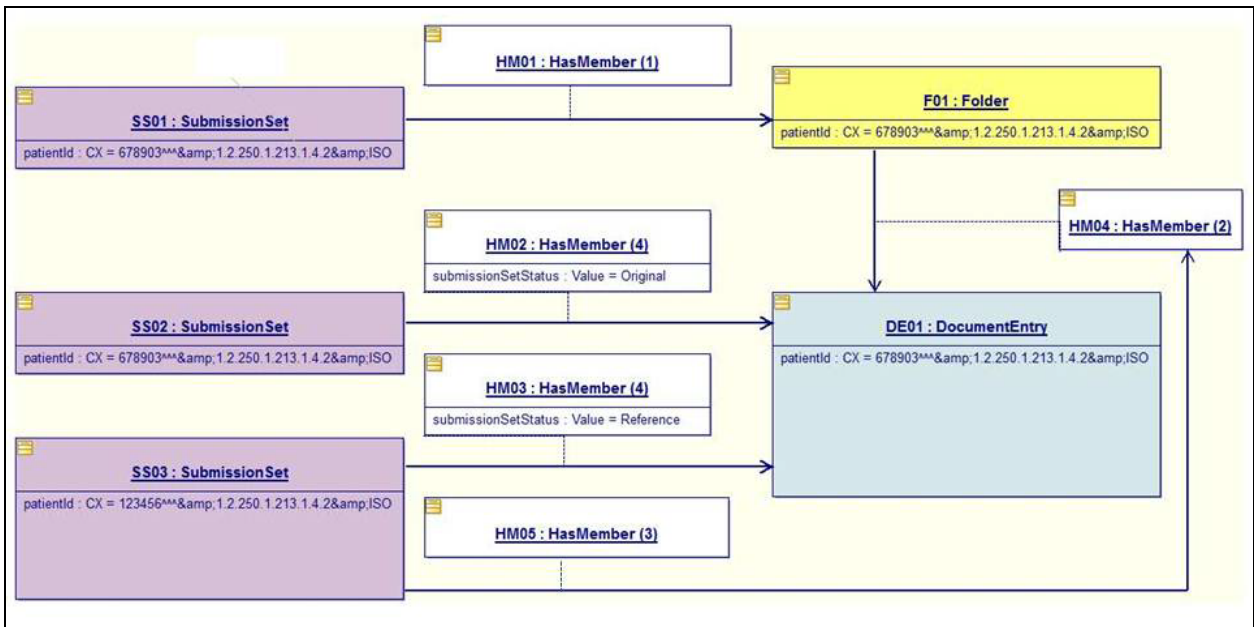 HM01 : HasMember (1)
SS01 : SubmissionSet
patientId : CX = 678903^^^&amp;1.2.250.1.213.1.4.2&amp;ISO
F01 : Folder
patientId : CX = 678903^^^&amp;1.2.250.1.213.1.4.2&amp;ISO
HM04 : HasMember (2)
HM02 : HasMember (4)
submissionSetStatus : Value = Original
SS02 : SubmissionSet
patientId : CX = 678903^^^&amp;1.2.250.1.213.1.4.2&amp;ISO
DE01 : DocumentEntry
patientId : CX = 678903^^^&amp;1.2.250.1.213.1.4.2&amp;ISO
HM03 : HasMember (4)
submissionSetStatus : Value = Reference
SS03 : SubmissionSet
patientId : CX = 123456^^^&amp;1.2.250.1.213.1.4.2&amp;ISO
HM05 : HasMember (3)